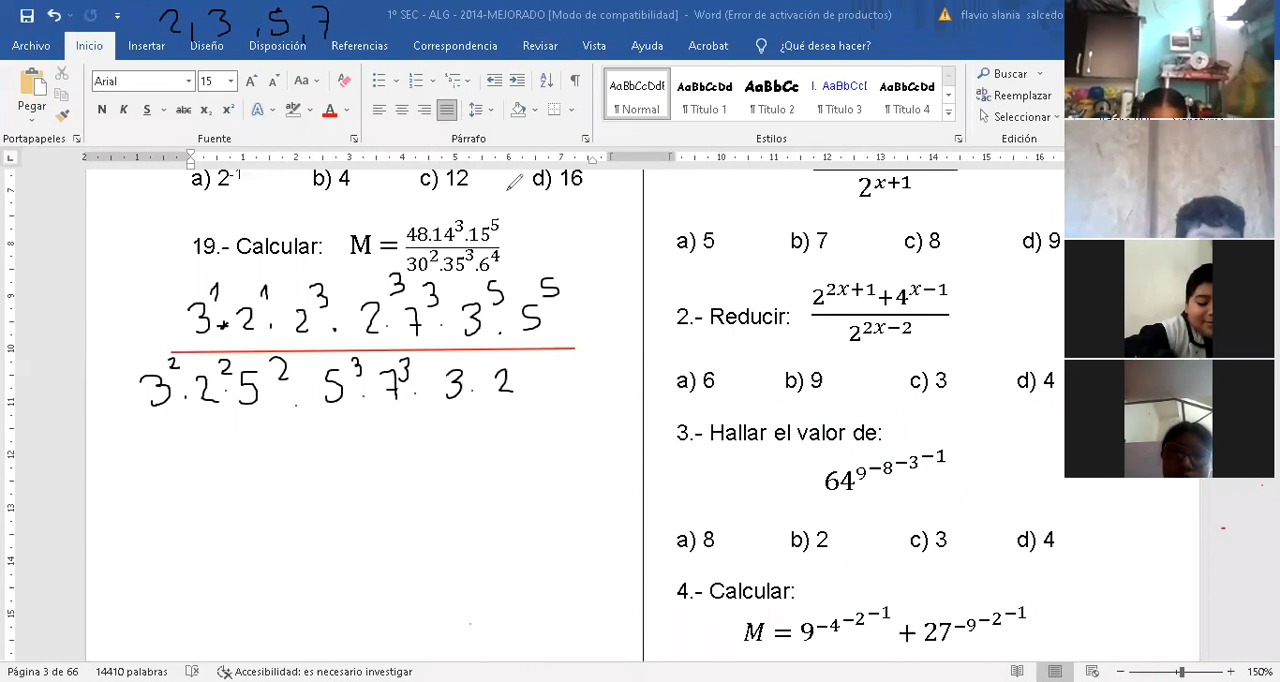 2,3,5,7
1º SEC - ALG - 2014-MEJORADO [Modo de compatibilidad] - Word (Error de activación de productos)
flavio alania salcedo
Archivo Inicio Insertar Diseño Disposición Referencias Correspondencia Revisar Vista Ayuda Acrobat ¿Qué desea hacer?
Pegar
Arial 15
N K S abc x₂ x²
AaBbCcDdE AaBbC AaBbCc I. AaBbC( AaBbCcDd
¶ Normal ¶ Título 1 ¶ Título 2 ¶ Título 3 ¶ Título 4
Buscar
Reemplazar
Seleccionar
Portapapeles Fuente Párrafo Estilos Edición
a) 2⁻¹ b) 4 c) 12 d) 16
19.- Calcular: M = 48.14³.15⁵ / 30².35³.6⁴
3¹ . 2¹ . 2³ . 2³ . 7³ . 3⁵ . 5⁵
3² . 2² . 5² . 5³ . 7³ . 3 . 2
2ˣ⁺¹
a) 5 b) 7 c) 8 d) 9
2.- Reducir: 2²ˣ⁺¹+4ˣ⁻¹ / 2²ˣ⁻²
a) 6 b) 9 c) 3 d) 4
3.- Hallar el valor de:
64^9^-8^-3^-1
a) 8 b) 2 c) 3 d) 4
4.- Calcular:
M = 9^-4^-2^-1 + 27^-9^-2^-1
Página 3 de 66 14410 palabras Accesibilidad: es necesario investigar 150%